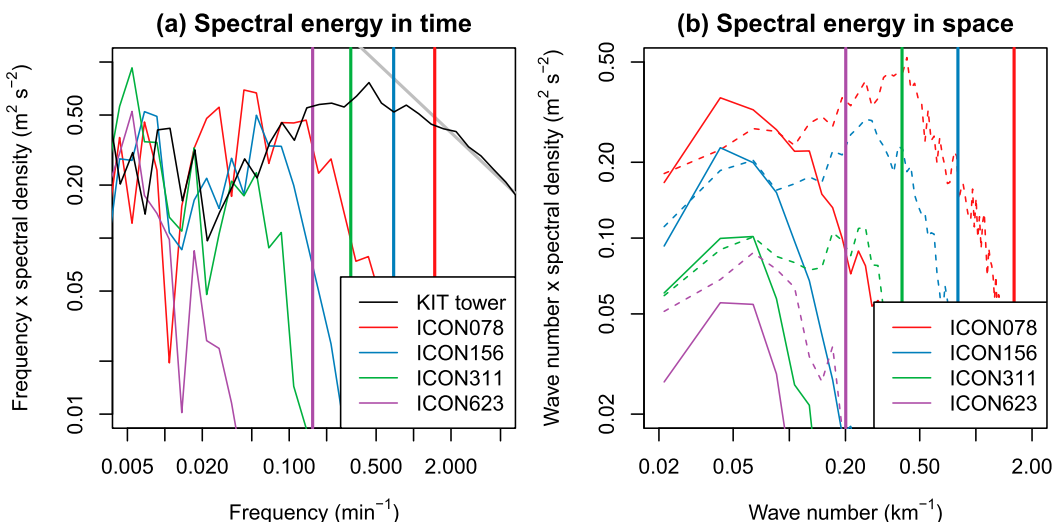 (a) Spectral energy in time
Frequency x spectral density (m² s⁻²)
0.50
0.20
0.05
0.01
0.005
0.020
0.100
0.500
2.000
Frequency (min⁻¹)
KIT tower
ICON078
ICON156
ICON311
ICON623
(b) Spectral energy in space
Wave number x spectral density (m² s⁻²)
0.50
0.20
0.10
0.05
0.02
0.02
0.05
0.20
0.50
2.00
Wave number (km⁻¹)
ICON078
ICON156
ICON311
ICON623